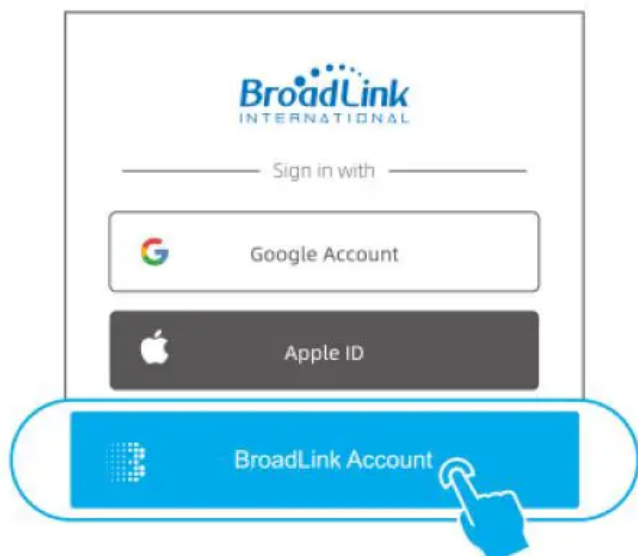 BroadLink
INTERNATIONAL
Sign in with
Google Account
Apple ID
BroadLink Account